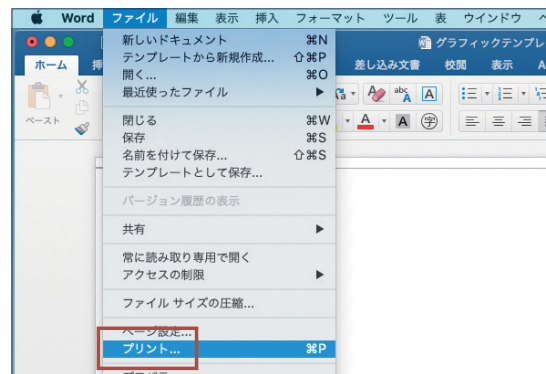 Word ファイル 編集 表示 挿入 フォーマット ツール 表 ウインドウ
グラフィックテンプレ
ホーム 挿 差し込み文書 校閲 表示
ペースト
新しいドキュメント ⌘N
テンプレートから新規作成... ⇧⌘P
開く... ⌘O
最近使ったファイル ▶
閉じる ⌘W
保存 ⌘S
名前を付けて保存... ⇧⌘S
テンプレートとして保存...
バージョン履歴の表示
共有 ▶
常に読み取り専用で開く
アクセスの制限 ▶
ファイル サイズの圧縮...
ページ設定...
プリント... ⌘P